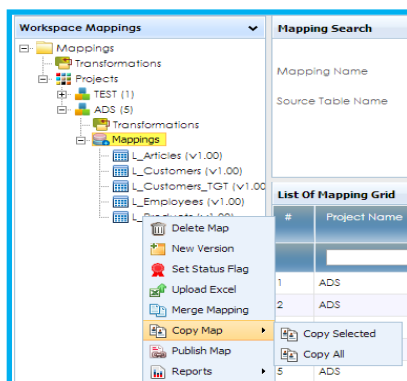 Workspace Mappings
Mappings
Transformations
Projects
TEST (1)
ADS (5)
Transformations
Mappings
L_Articles (v1.00)
L_Customers (v1.00)
L_Customers_TGT (v1.00
L_Employees (v1.00)
L_Products (v1.00)
Delete Map
New Version
Set Status Flag
Upload Excel
Merge Mapping
Copy Map
Publish Map
Reports
Copy Selected
Copy All
Mapping Search
Mapping Name
Source Table Name
List Of Mapping Grid
# Project Name
1 ADS
2 ADS
5 ADS